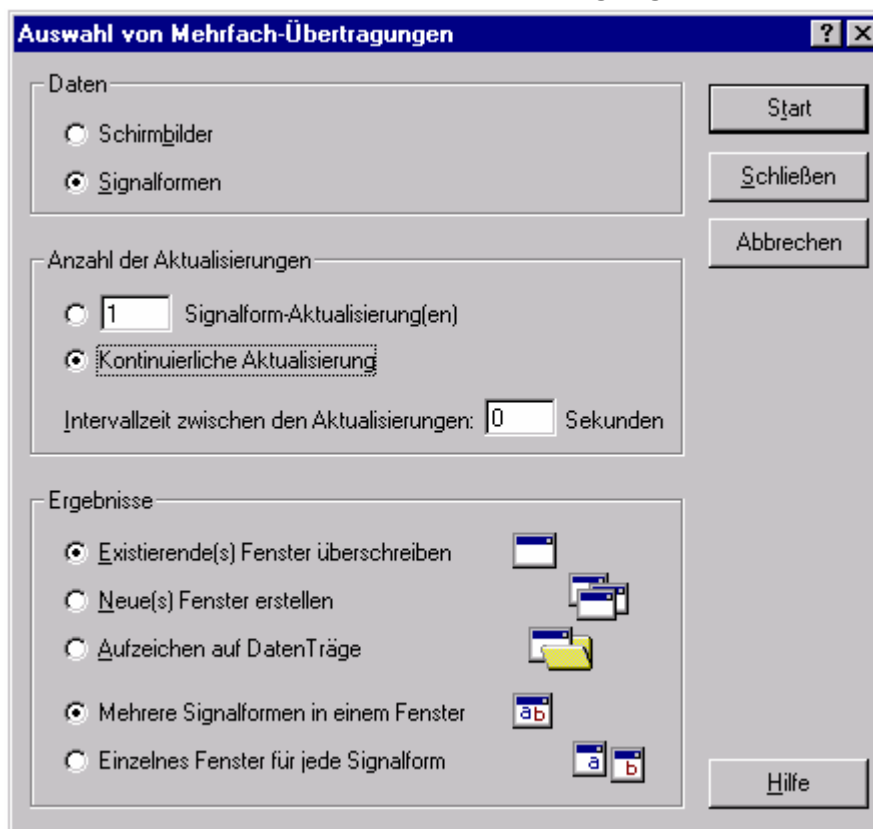 Auswahl von Mehrfach-Übertragungen
Daten
Schirmbilder
Signalformen
Start
Schließen
Abbrechen
Anzahl der Aktualisierungen
1 Signalform-Aktualisierung(en)
Kontinuierliche Aktualisierung
Intervallzeit zwischen den Aktualisierungen: 0 Sekunden
Ergebnisse
Existierende(s) Fenster überschreiben
Neue(s) Fenster erstellen
Aufzeichen auf DatenTräge
Mehrere Signalformen in einem Fenster ab
Einzelnes Fenster für jede Signalform a b
Hilfe